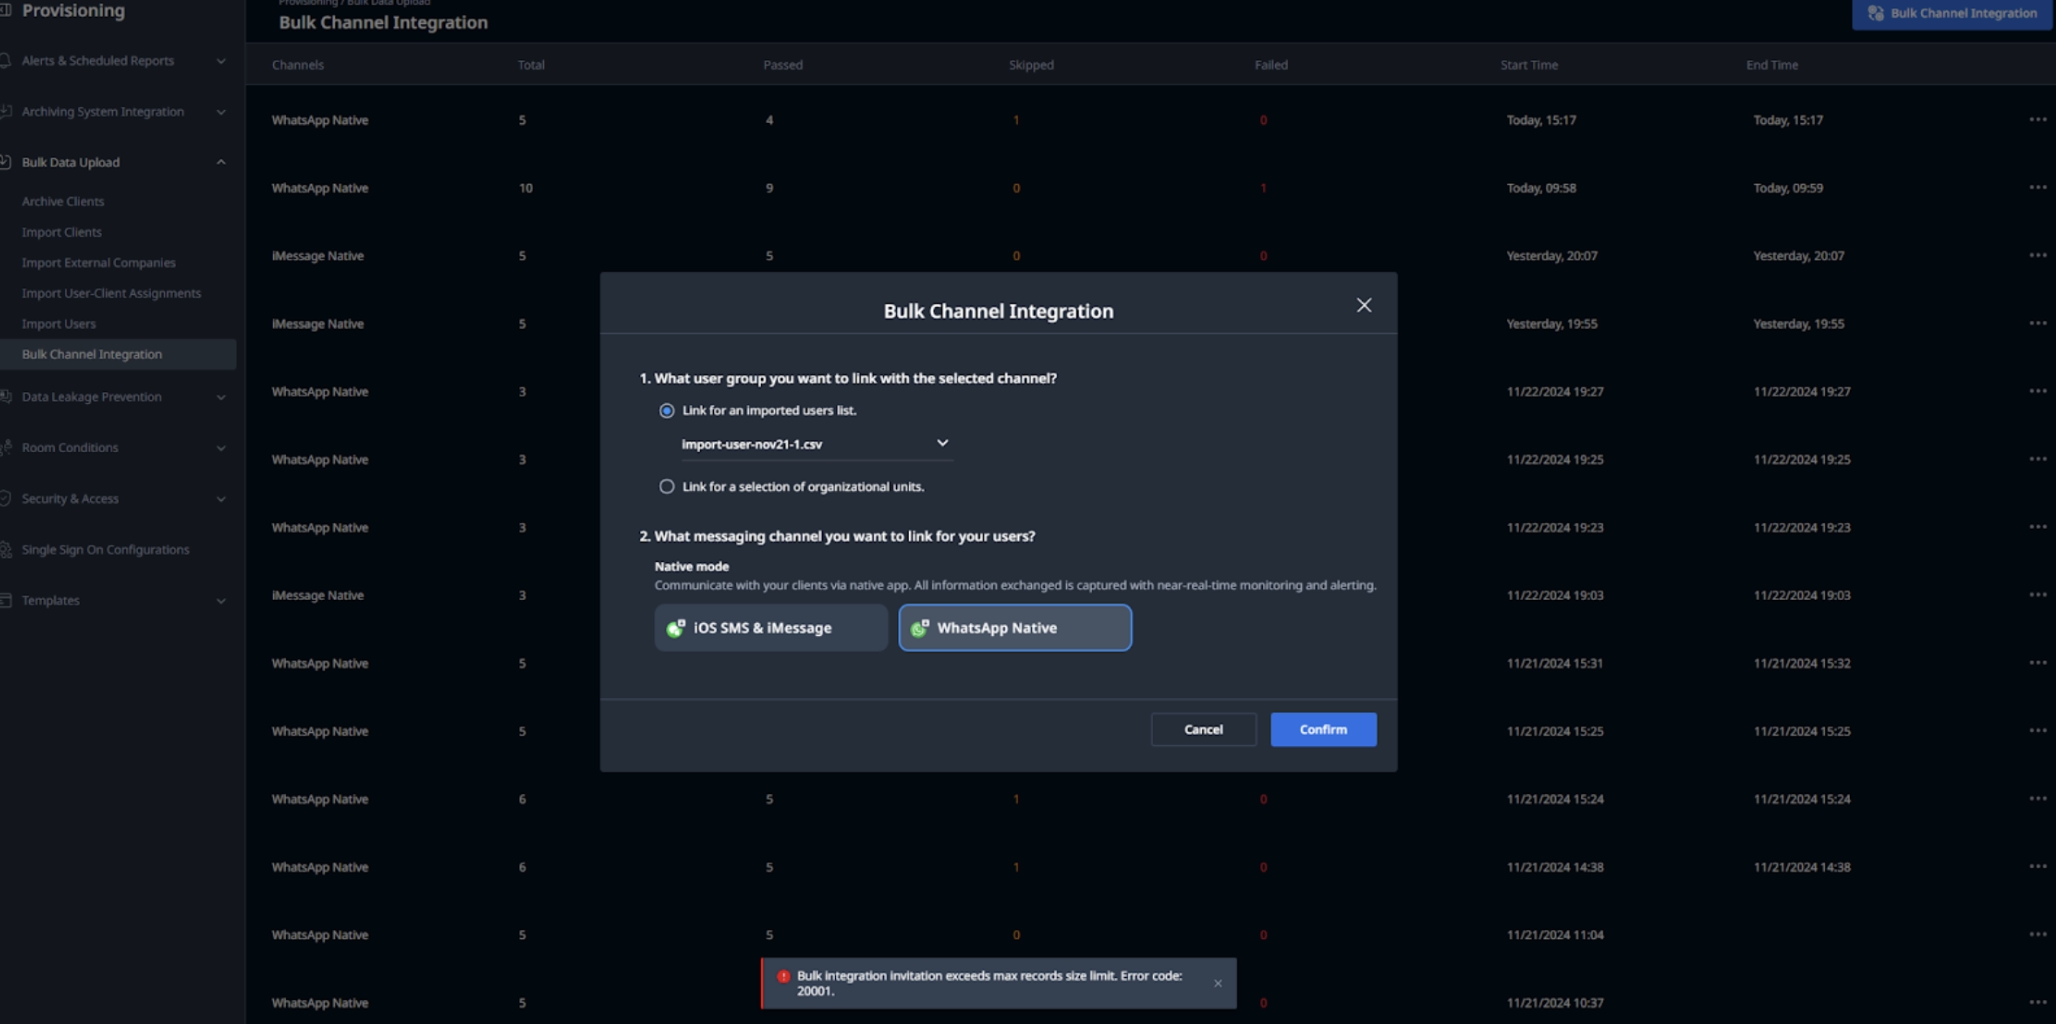 Provisioning
Alerts & Scheduled Reports
Archiving System Integration
Bulk Data Upload
Archive Clients
Import Clients
Import External Companies
Import User-Client Assignments
Import Users
Bulk Channel Integration
Data Leakage Prevention
Room Conditions
Security & Access
Single Sign On Configurations
Templates
Provisioning / Bulk Data Upload
Bulk Channel Integration
Bulk Channel Integration
Channels Total Passed Skipped Failed Start Time End Time
WhatsApp Native 5 4 1 0 Today, 15:17 Today, 15:17
WhatsApp Native 10 9 0 1 Today, 09:58 Today, 09:59
iMessage Native 5 5 0 0 Yesterday, 20:07 Yesterday, 20:07
iMessage Native 5 Yesterday, 19:55 Yesterday, 19:55
WhatsApp Native 3 11/22/2024 19:27 11/22/2024 19:27
WhatsApp Native 3 11/22/2024 19:25 11/22/2024 19:25
WhatsApp Native 3 11/22/2024 19:23 11/22/2024 19:23
iMessage Native 3 11/22/2024 19:03 11/22/2024 19:03
WhatsApp Native 5 11/21/2024 15:31 11/21/2024 15:32
WhatsApp Native 5 11/21/2024 15:25 11/21/2024 15:25
WhatsApp Native 6 5 1 0 11/21/2024 15:24 11/21/2024 15:24
WhatsApp Native 6 5 1 0 11/21/2024 14:38 11/21/2024 14:38
WhatsApp Native 5 5 0 0 11/21/2024 11:04
WhatsApp Native 5 0 11/21/2024 10:37
Bulk Channel Integration
1. What user group you want to link with the selected channel?
Link for an imported users list.
import-user-nov21-1.csv
Link for a selection of organizational units.
2. What messaging channel you want to link for your users?
Native mode
Communicate with your clients via native app. All information exchanged is captured with near-real-time monitoring and alerting.
iOS SMS & iMessage
WhatsApp Native
Cancel
Confirm
Bulk integration invitation exceeds max records size limit. Error code:
20001.